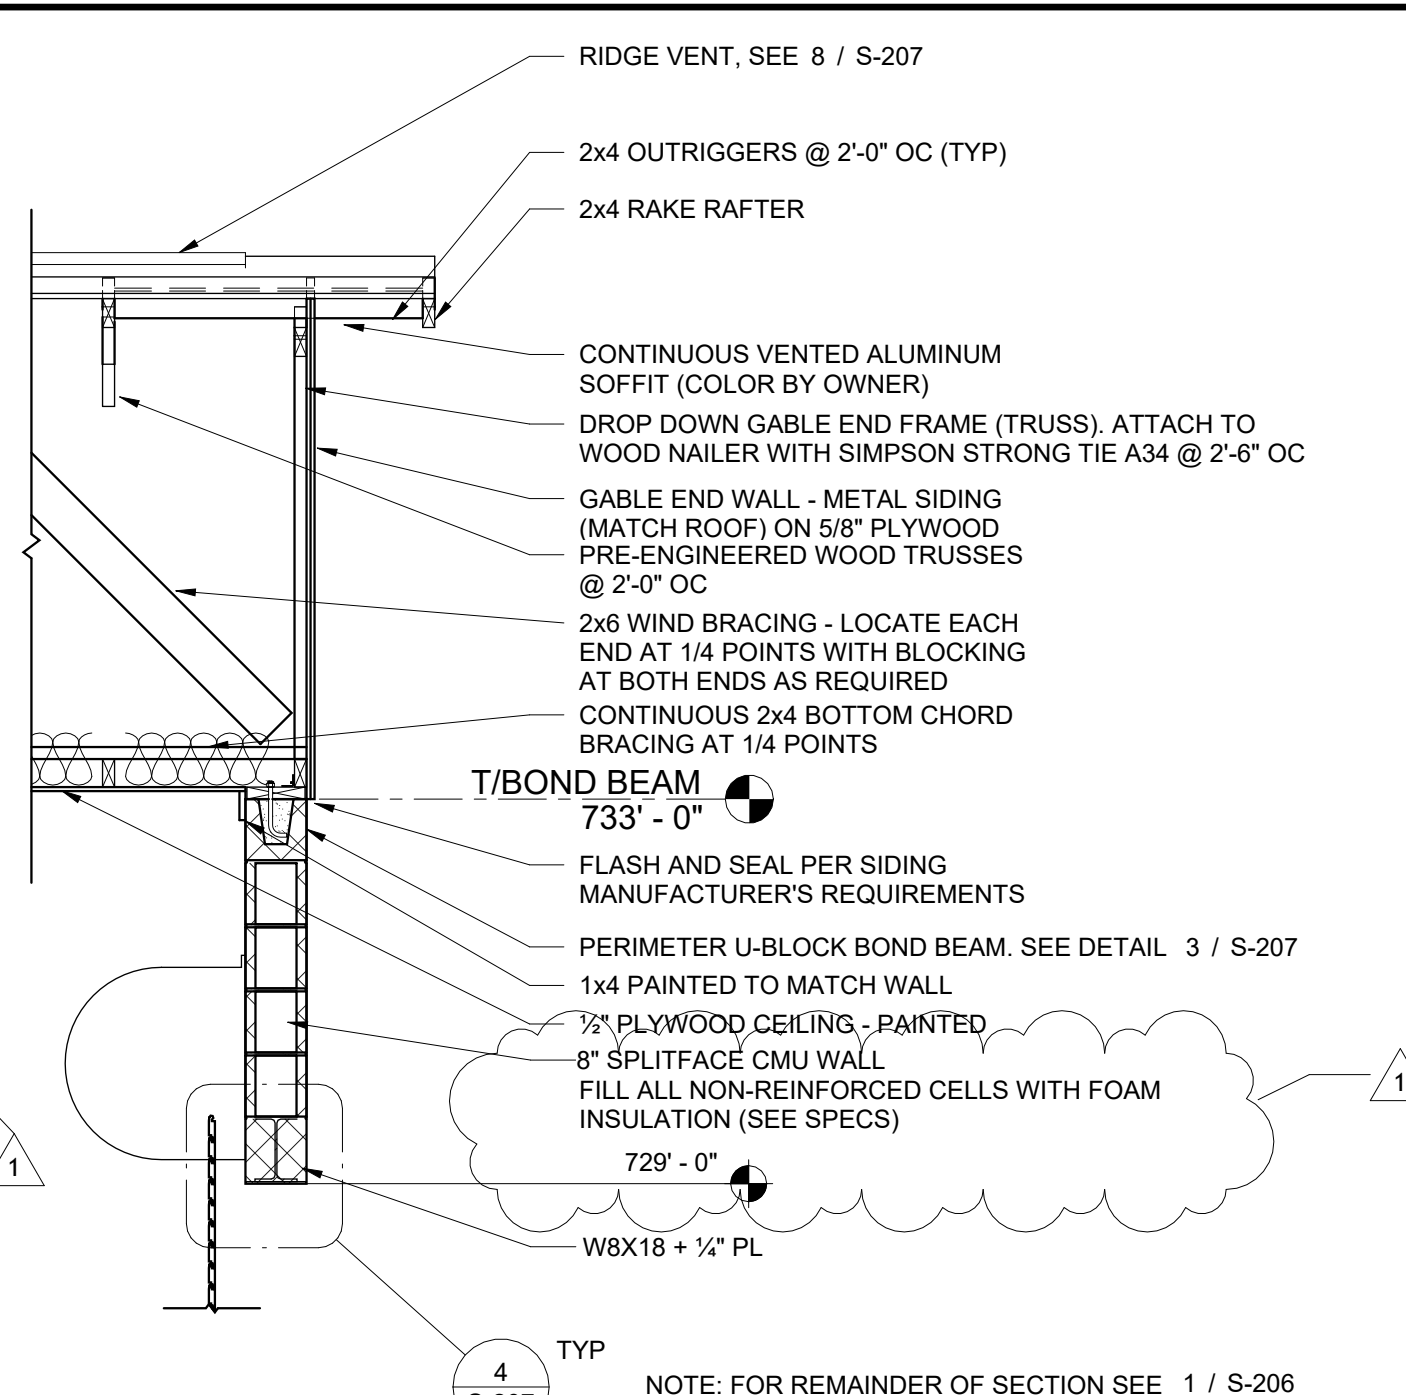 RIDGE VENT, SEE 8 / S-207
2x4 OUTRIGGERS @ 2'-0" OC (TYP)
2x4 RAKE RAFTER
CONTINUOUS VENTED ALUMINUM
SOFFIT (COLOR BY OWNER)
DROP DOWN GABLE END FRAME (TRUSS). ATTACH TO
WOOD NAILER WITH SIMPSON STRONG TIE A34 @ 2'-6" OC
GABLE END WALL - METAL SIDING
(MATCH ROOF) ON 5/8" PLYWOOD
PRE-ENGINEERED WOOD TRUSSES
@ 2'-0" OC
2x6 WIND BRACING - LOCATE EACH
END AT 1/4 POINTS WITH BLOCKING
AT BOTH ENDS AS REQUIRED
CONTINUOUS 2x4 BOTTOM CHORD
BRACING AT 1/4 POINTS
T/BOND BEAM
733' - 0"
FLASH AND SEAL PER SIDING
MANUFACTURER'S REQUIREMENTS
PERIMETER U-BLOCK BOND BEAM. SEE DETAIL 3 / S-207
1x4 PAINTED TO MATCH WALL
½" PLYWOOD CEILING - PAINTED
8" SPLITFACE CMU WALL
FILL ALL NON-REINFORCED CELLS WITH FOAM
INSULATION (SEE SPECS)
1
1
729' - 0"
W8X18 + ¼" PL
TYP
4
NOTE: FOR REMAINDER OF SECTION SEE 1 / S-206